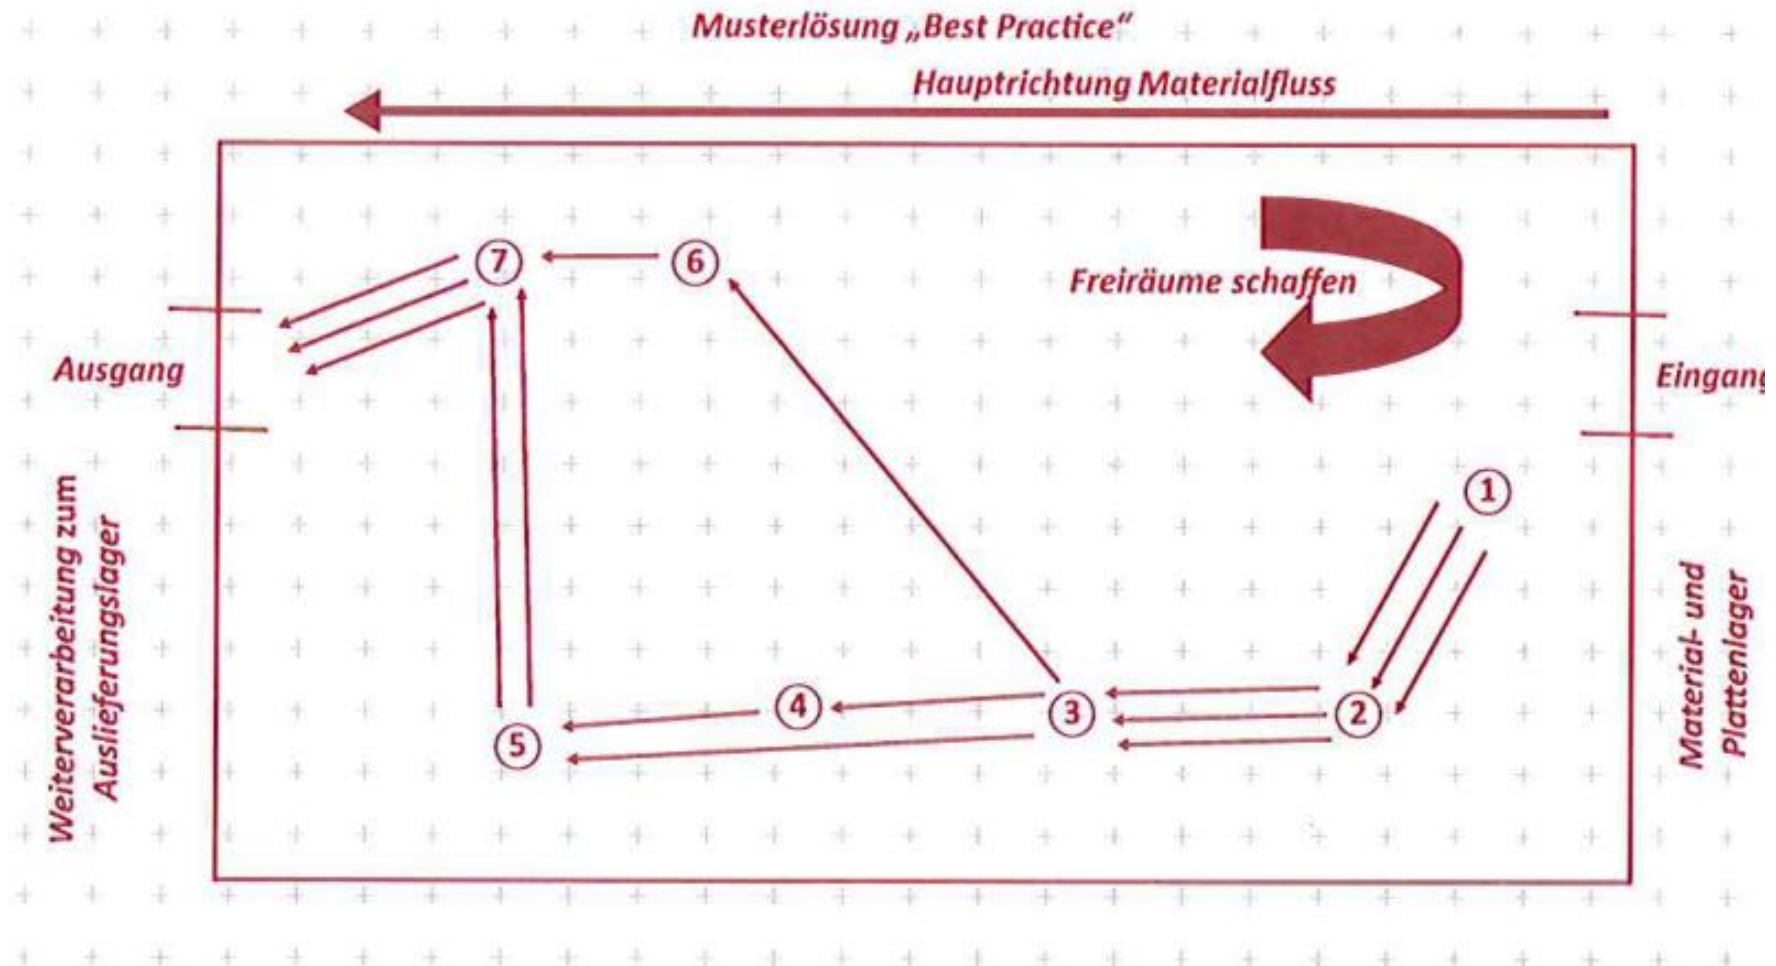 Musterlösung „Best Practice“
Hauptrichtung Materialfluss
7
6
Freiräume schaffen
Ausgang
Eingang
1
Weiterverarbeitung zum
Auslieferungslager
Material- und
Plattenlager
4
3
2
5